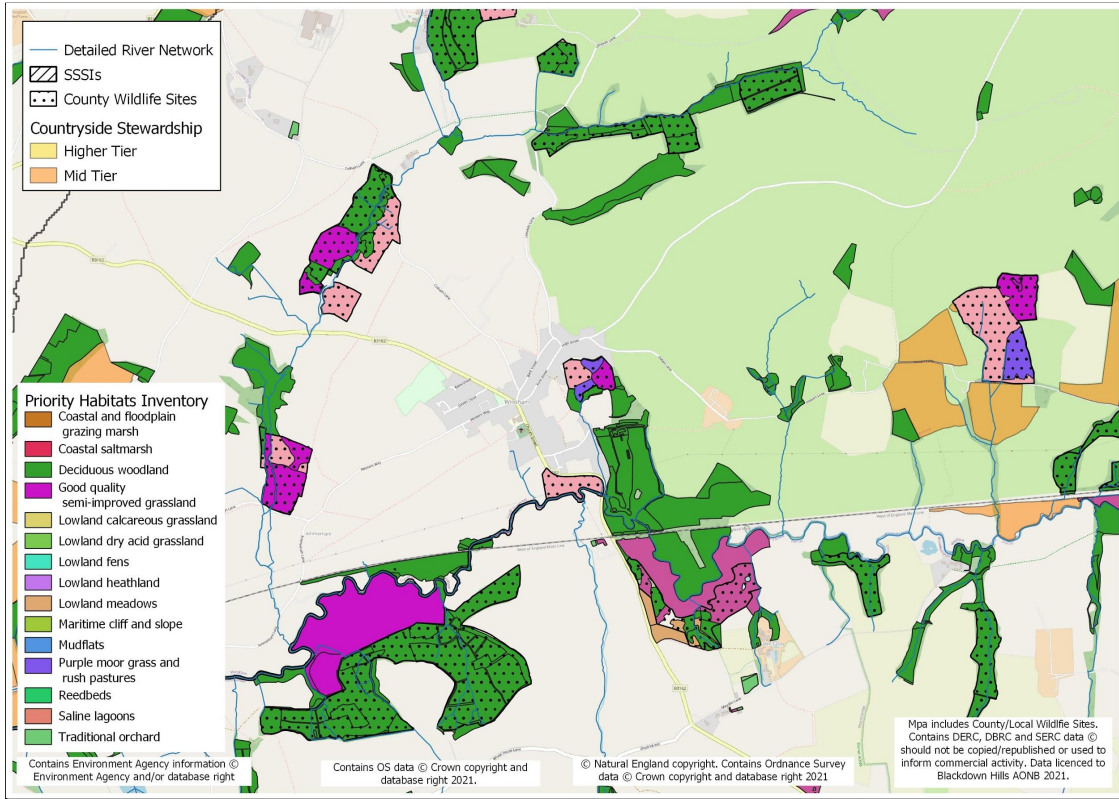 Detailed River Network
SSSIs
County Wildlife Sites
Countyside Stewardship
Higher Tier
Mid Tier
Priority Habitats Inventory
Coastal and floodplain
grazing marsh
Coastal saltmarsh
Deciduous woodland
Good quality
semi-improved grassland
Lowland calcareous grassland
Lowland dry acid grassland
Lowland fens
Lowland heathland
Lowland meadows
Maritime cliff and slope
Mudflats
Purple moor grass and
rush pastures
Reedbeds
Saline lagoons
Traditional orchard
B3162
B3162
B3162
Contains Environment Agency information ©
Environment Agency and/or database right
Contains OS data © Crown copyright and
database right 2021.
© Natural England copyright. Contains Ordnance Survey
data © Crown copyright and database right 2021
Mpa includes County/Local Wildlfie Sites.
Contains DERC, DBRC and SERC data ©
should not be copied/republished or used to
inform commercial activity. Data licenced to
Blackdown Hills AONB 2021.